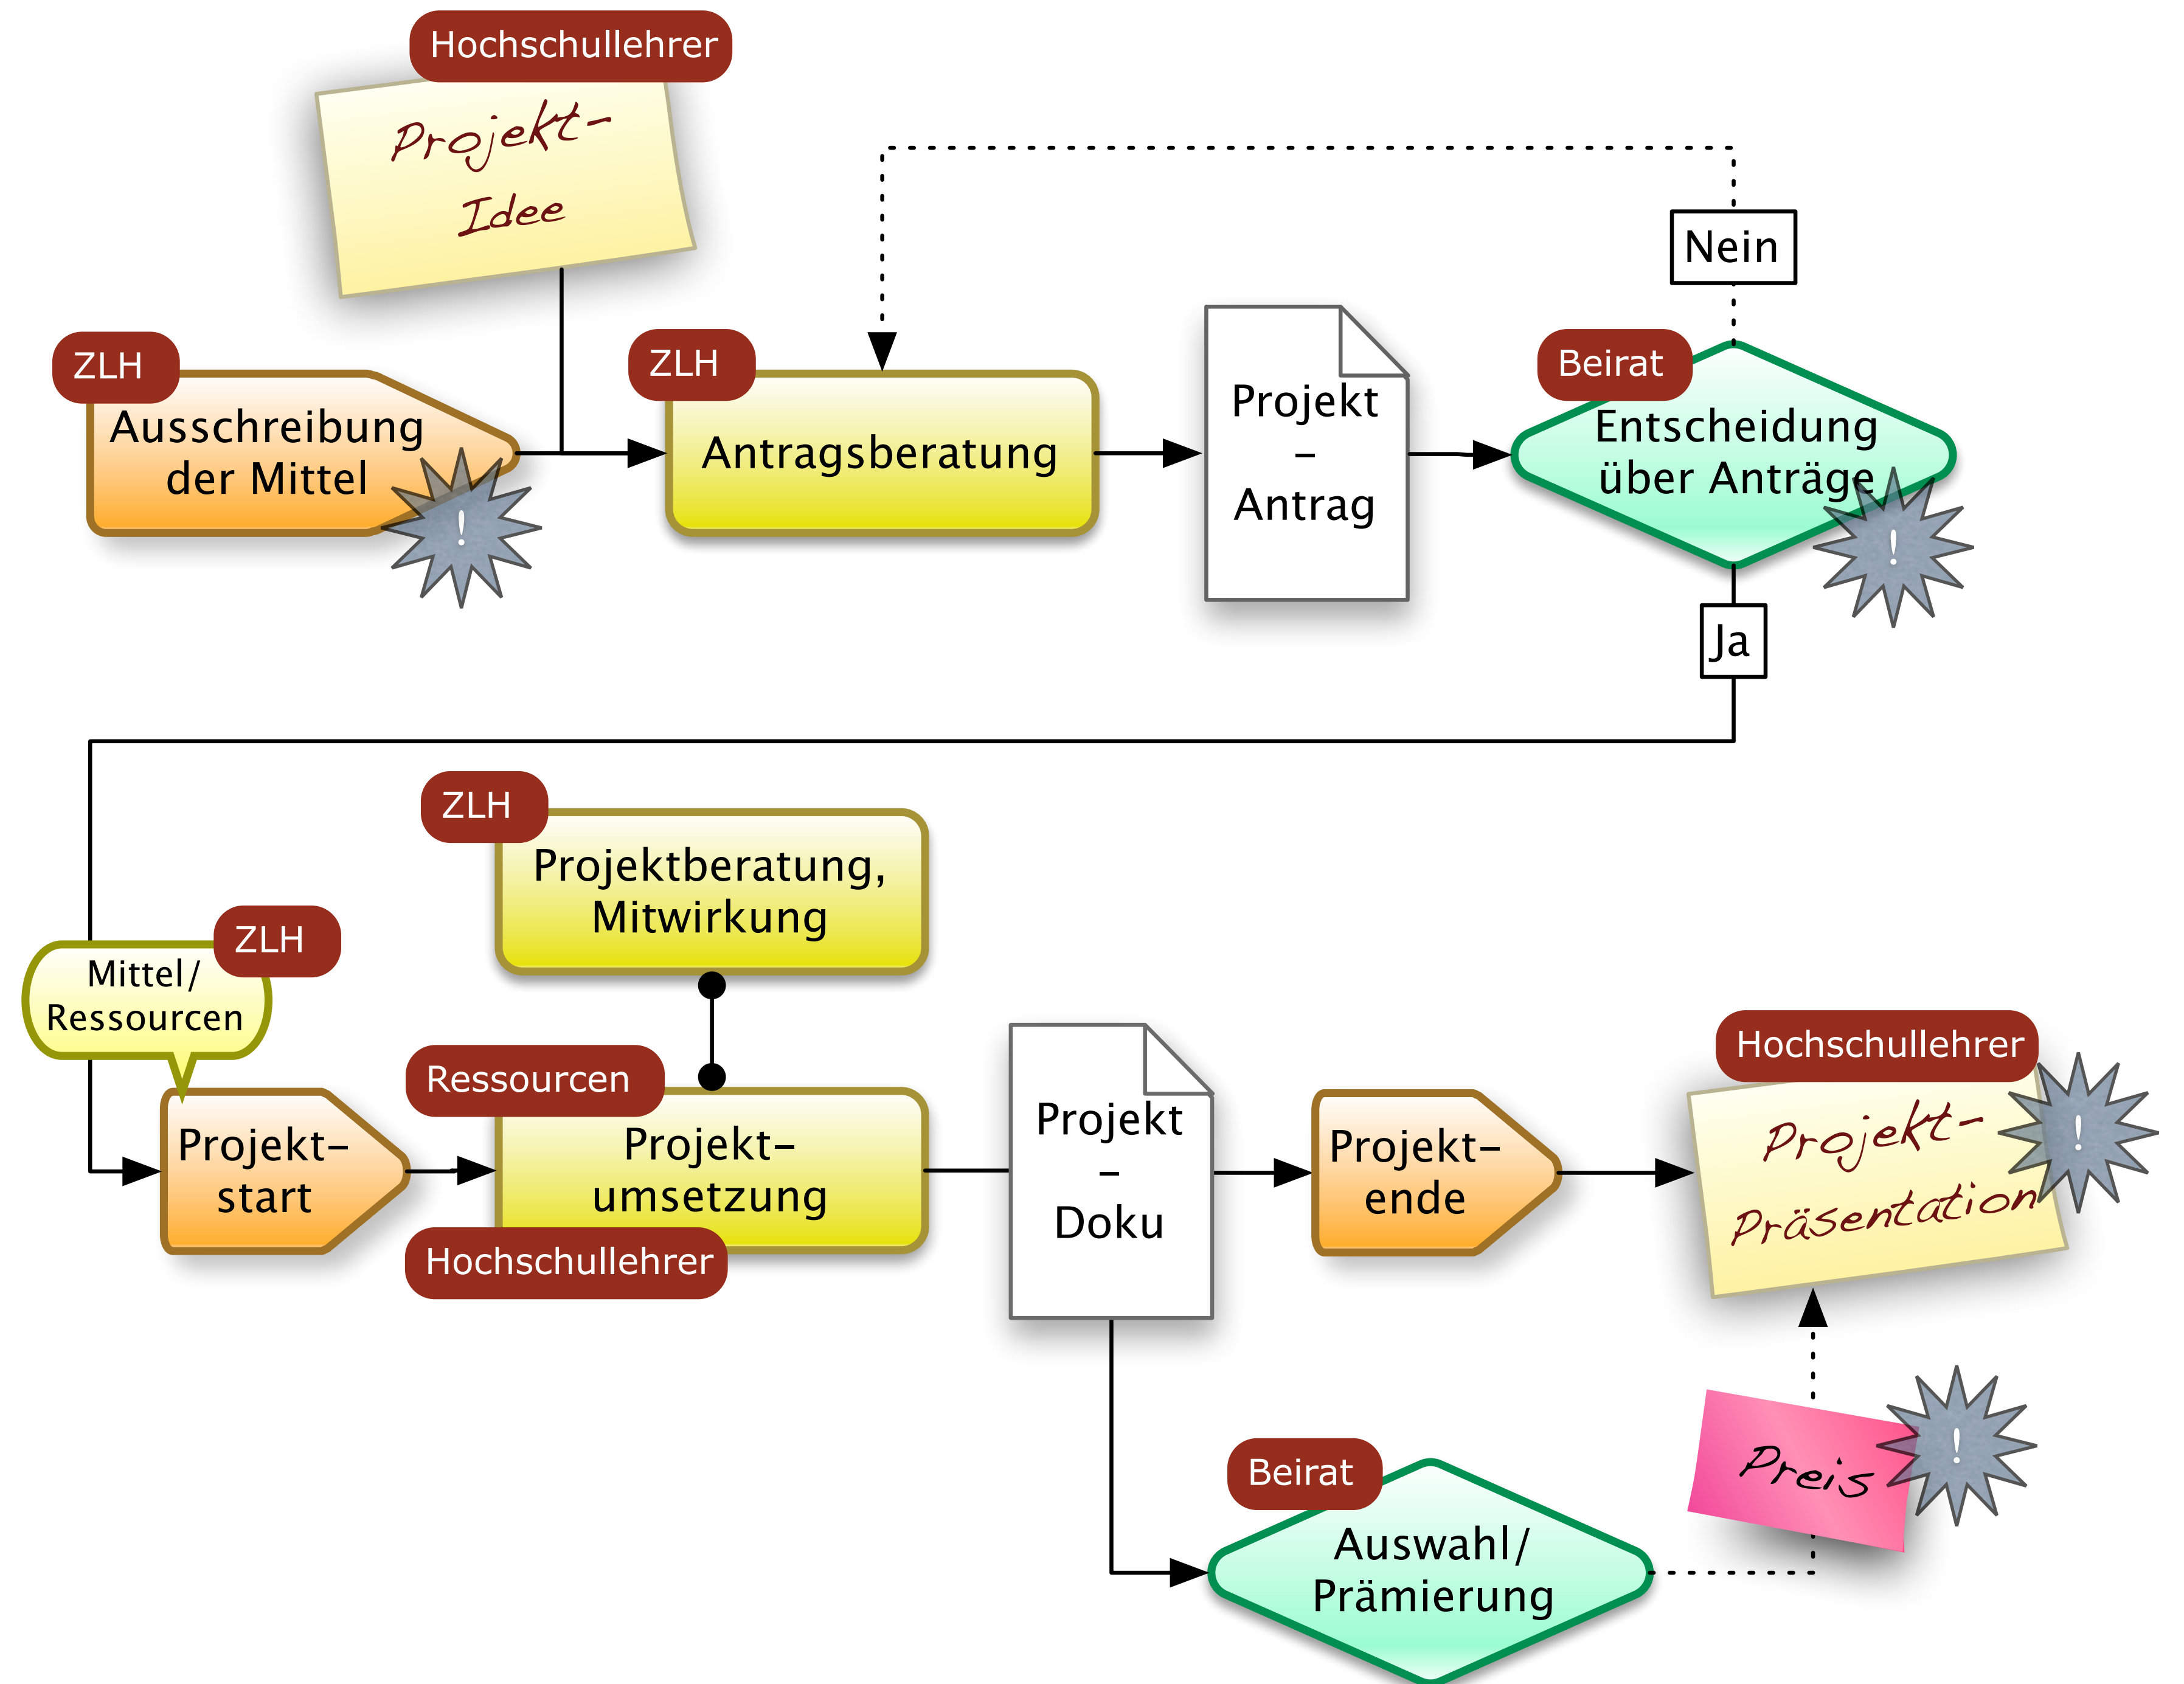 Hochschullehrer
Projekt-
Idee
Nein
ZLH
Ausschreibung
der Mittel
!
ZLH
Antragsberatung
Projekt
-
Antrag
Beirat
Entscheidung
über Anträge
!
Ja
ZLH
Projektberatung,
Mitwirkung
ZLH
Mittel/
Ressourcen
Projekt-
start
Ressourcen
Projekt-
umsetzung
Hochschullehrer
Projekt
-
Doku
Projekt-
ende
Hochschullehrer
Projekt-
Präsentation
!
Beirat
Auswahl/
Prämierung
Preis
!